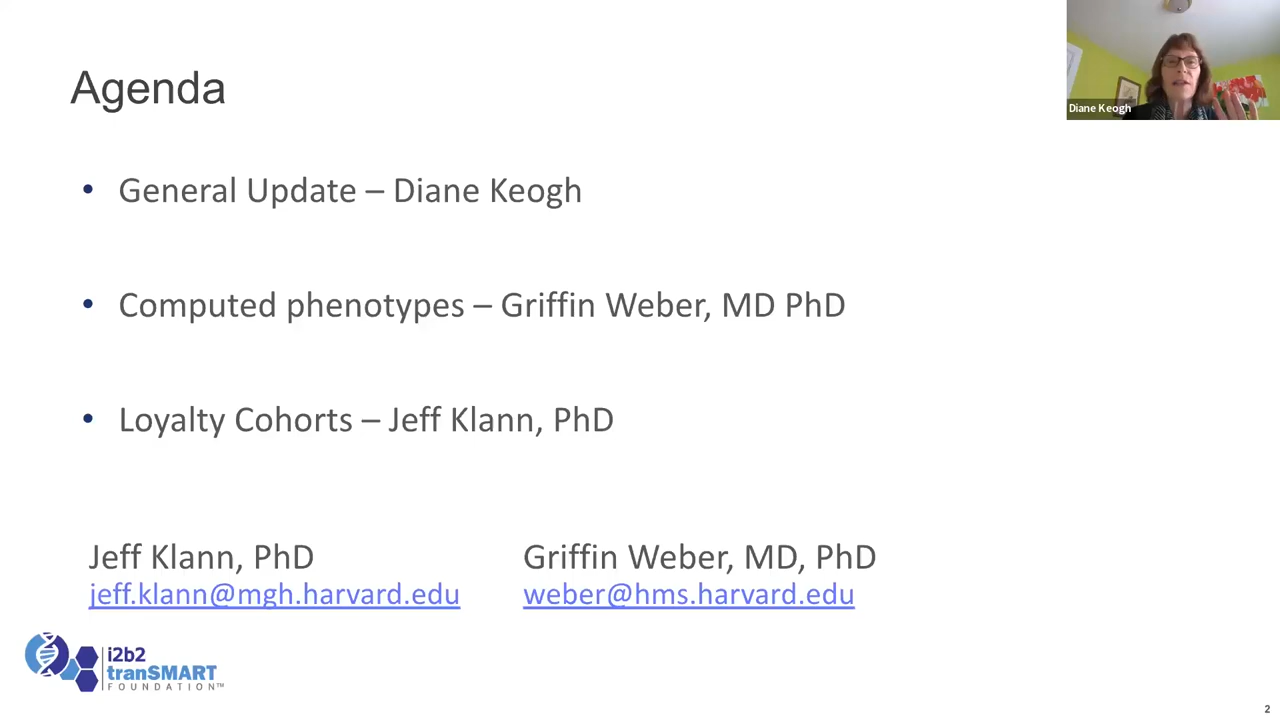 Agenda
Diane Keogh
• General Update – Diane Keogh
• Computed phenotypes – Griffin Weber, MD PhD
• Loyalty Cohorts – Jeff Klann, PhD
Jeff Klann, PhD
jeff.klann@mgh.harvard.edu
Griffin Weber, MD, PhD
weber@hms.harvard.edu
i2b2
tranSMART
FOUNDATION™
2